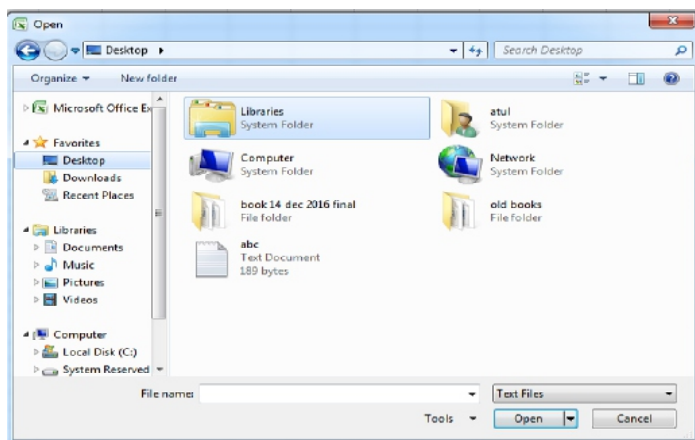 Open
Desktop
Search Desktop
Organize
New folder
Microsoft Office Ex
Favorites
Desktop
Downloads
Recent Places
Libraries
Documents
Music
Pictures
Videos
Computer
Local Disk (C:)
System Reserved
Libraries
System Folder
atul
System Folder
Computer
System Folder
Network
System Folder
book 14 dec 2016 final
File folder
old books
File folder
abc
Text Document
189 bytes
File name:
Text Files
Tools
Open
Cancel